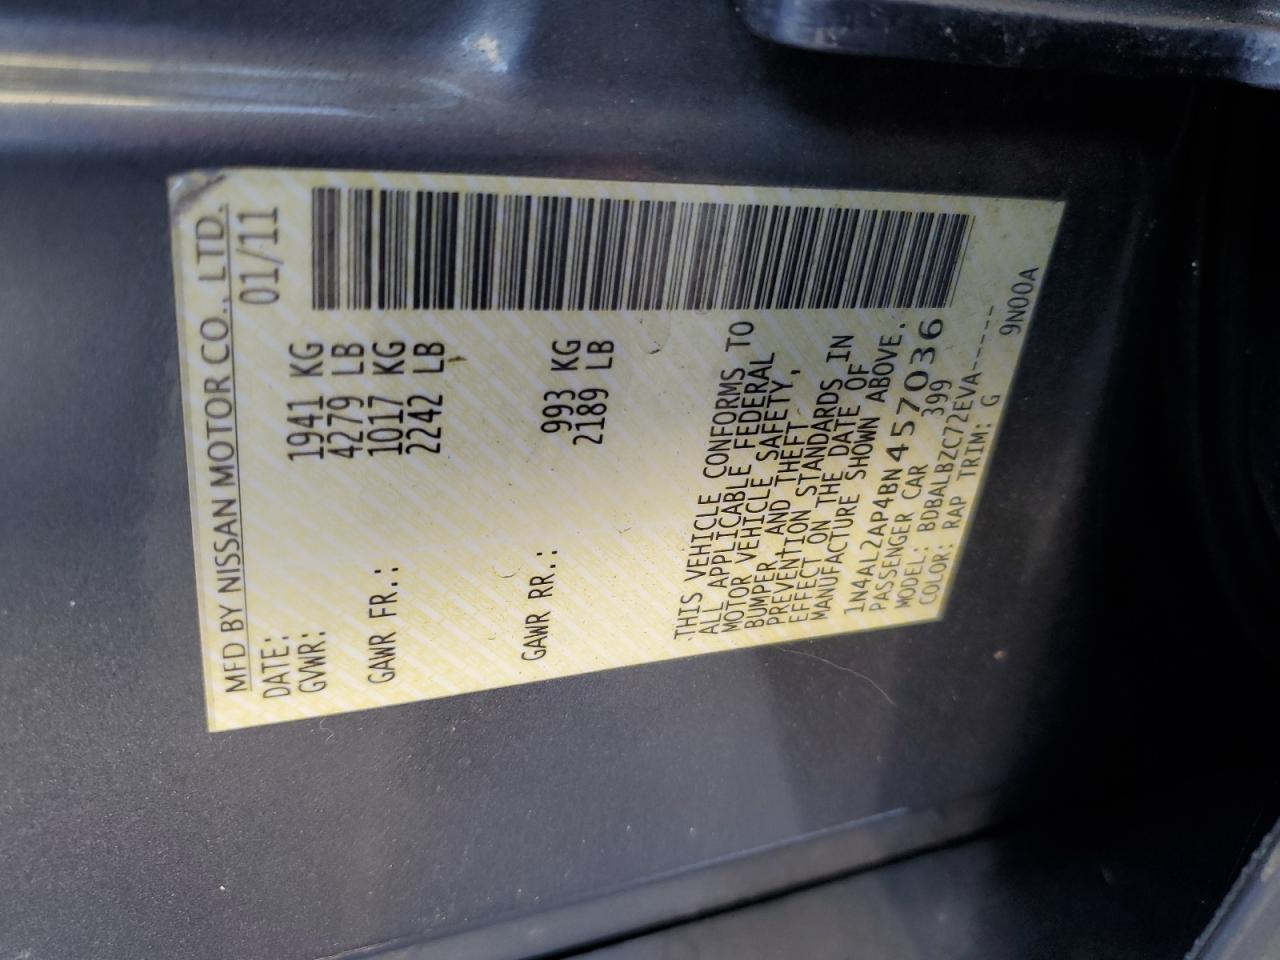 MFD BY NISSAN MOTOR CO., LTD.
DATE: 01/11
GVWR: 1941 KG
4279 LB
GAWR FR.: 1017 KG
2242 LB
GAWR RR.: 993 KG
2189 LB
THIS VEHICLE CONFORMS TO
ALL APPLICABLE FEDERAL
MOTOR VEHICLE SAFETY,
BUMPER AND THEFT
PREVENTION STANDARDS IN
EFFECT ON THE DATE OF
MANUFACTURE SHOWN ABOVE.
1N4AL2AP4BN457036
PASSENGER CAR 399
MODEL: BDBALBZC72EVA-----
COLOR: RAP TRIM: G 9N00A